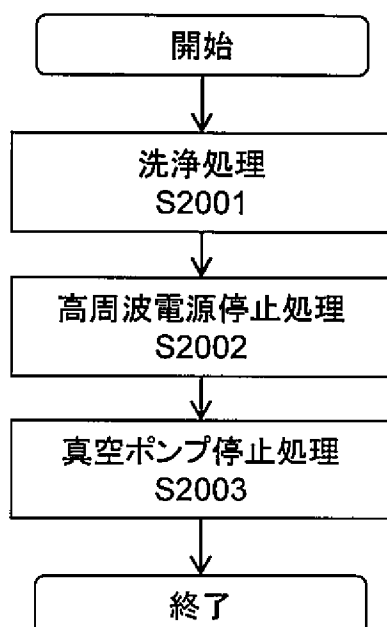 開始
洗浄処理
S2001
高周波電源停止処理
S2002
真空ポンプ停止処理
S2003
終了